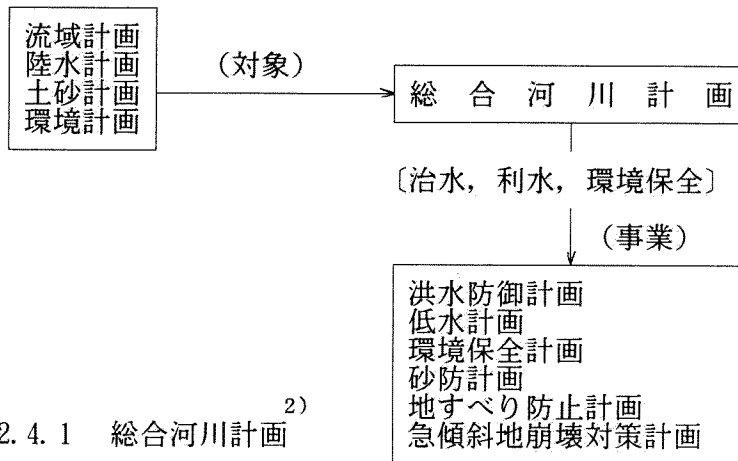 流域計画
陸水計画
土砂計画
環境計画
(対象)
総合河川計画
〔治水, 利水, 環境保全〕
(事業)
洪水防御計画
低水計画
環境保全計画
砂防計画
地すべり防止計画
急傾斜地崩壊対策計画
2.4.1 総合河川計画2)